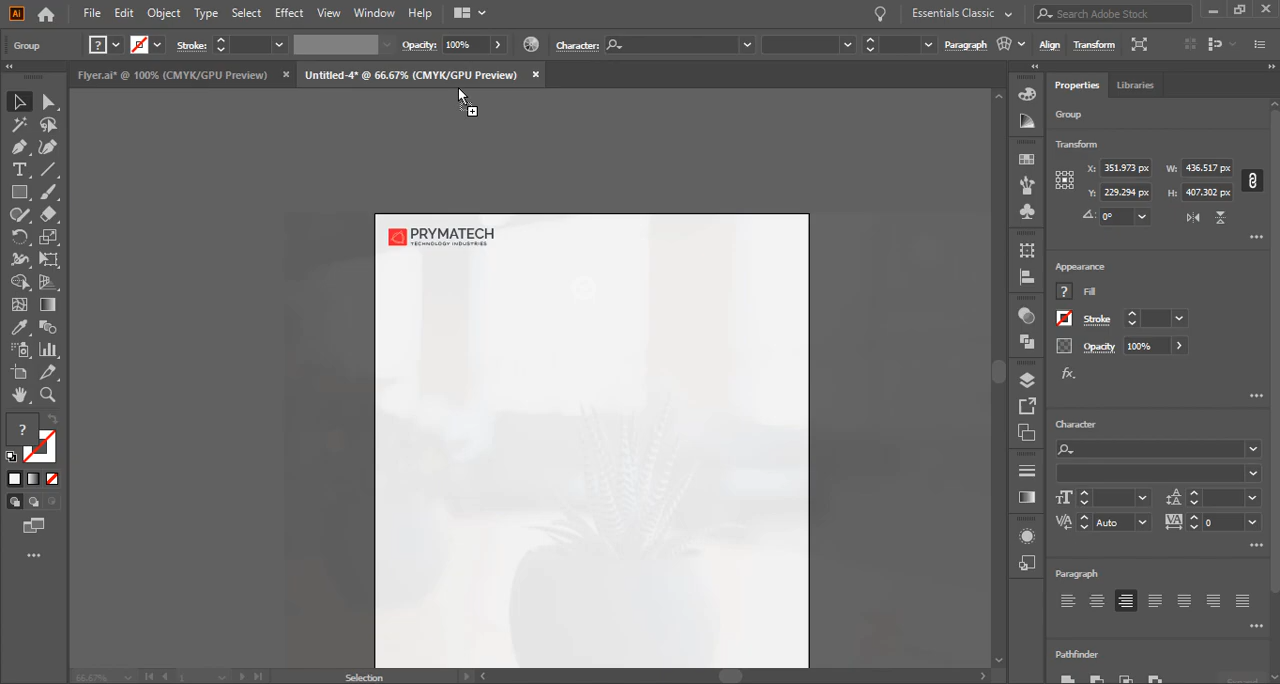 Ai File Edit Object Type Select Effect View Window Help Essentials Classic Search Adobe Stock
Group ? Stroke: Opacity: 100% Character: Paragraph Align Transform
Flyer.ai* @ 100% (CMYK/GPU Preview) Untitled-4* @ 66.67% (CMYK/GPU Preview)
Properties Libraries
Group
Transform
X: 351.973 px W: 436.517 px
Y: 229.294 px H: 407.302 px
0°
PRYMATECH
TECHNOLOGY INDUSTRIES
Appearance
? Fill
Stroke
Opacity 100%
fx.
Character
Auto 0
Paragraph
Pathfinder
?
66.67% 1 Selection